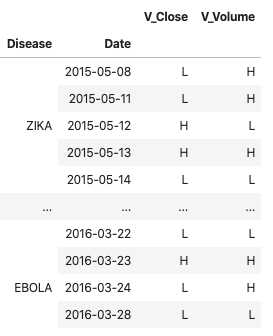 V_Close V_Volume
Disease Date
2015-05-08 L H
2015-05-11 L H
ZIKA 2015-05-12 H L
2015-05-13 H H
2015-05-14 L L
... ... ... ...
2016-03-22 L L
2016-03-23 H H
EBOLA 2016-03-24 L H
2016-03-28 L L